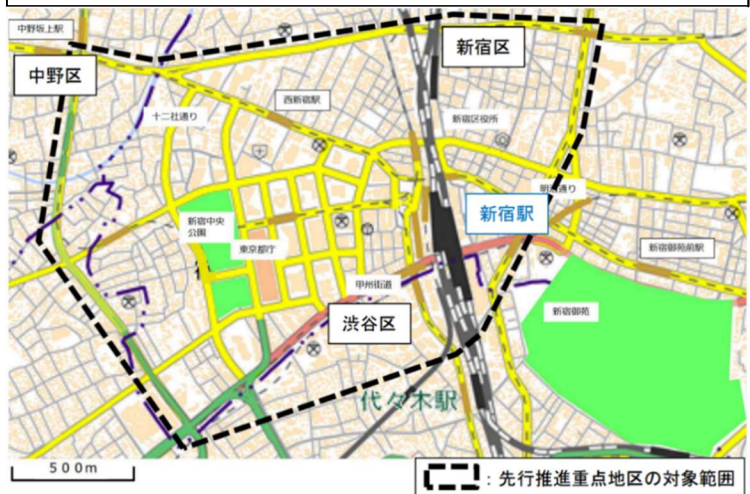 中野坂上駅
中野区
新宿区
西新宿駅
十二社通り
新宿区役所
明治通り
新宿中央
公園
東京都庁
新宿駅
新宿御苑前駅
甲州街道
渋谷区
新宿御苑
代々木駅
500m
：先行推進重点地区の対象範囲